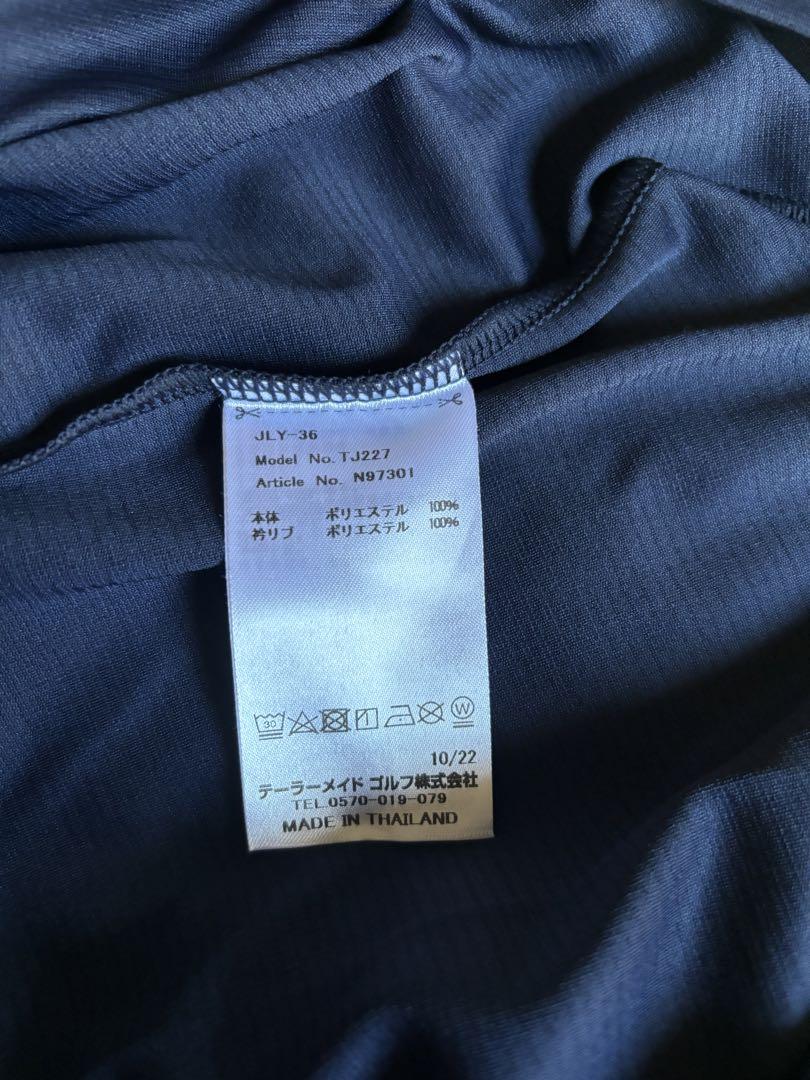 JLY-36
Model No. TJ227
Article No. N97301
本体 ポリエステル 100%
衿リブ ポリエステル 100%
30 W
10/22
テーラーメイド ゴルフ株式会社
TEL.0570-019-079
MADE IN THAILAND